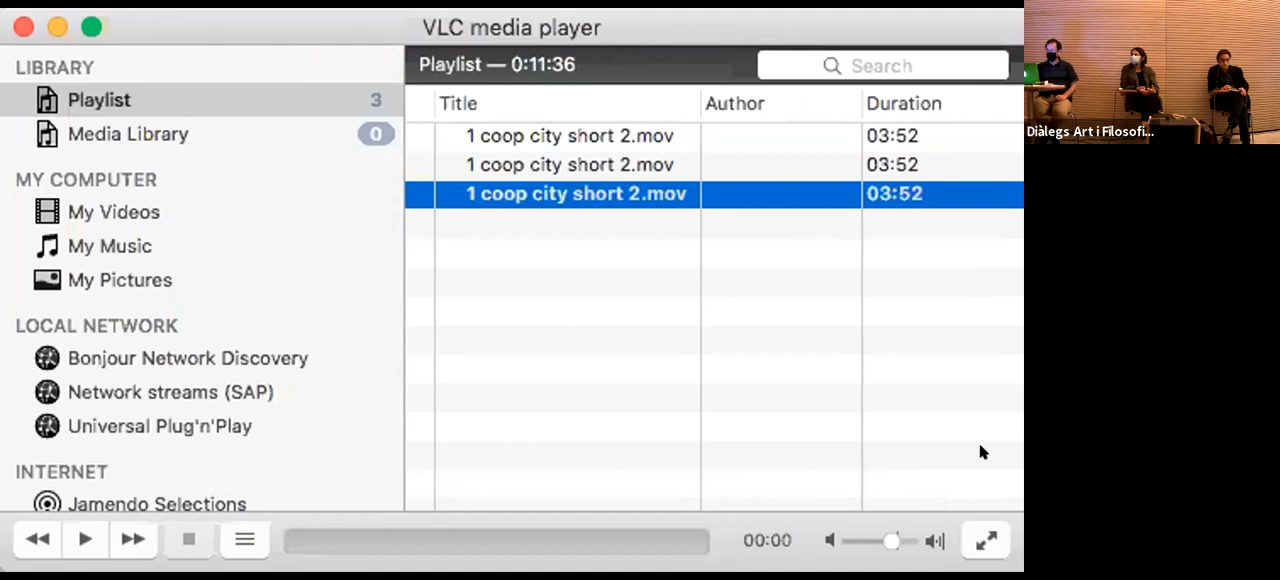 VLC media player
LIBRARY
Playlist 3
Media Library 0
MY COMPUTER
My Videos
My Music
My Pictures
LOCAL NETWORK
Bonjour Network Discovery
Network streams (SAP)
Universal Plug'n'Play
INTERNET
Jamendo Selections
Playlist — 0:11:36
Search
Title Author Duration
1 coop city short 2.mov 03:52
1 coop city short 2.mov 03:52
1 coop city short 2.mov 03:52
00:00
Diàlegs Art i Filosofi...